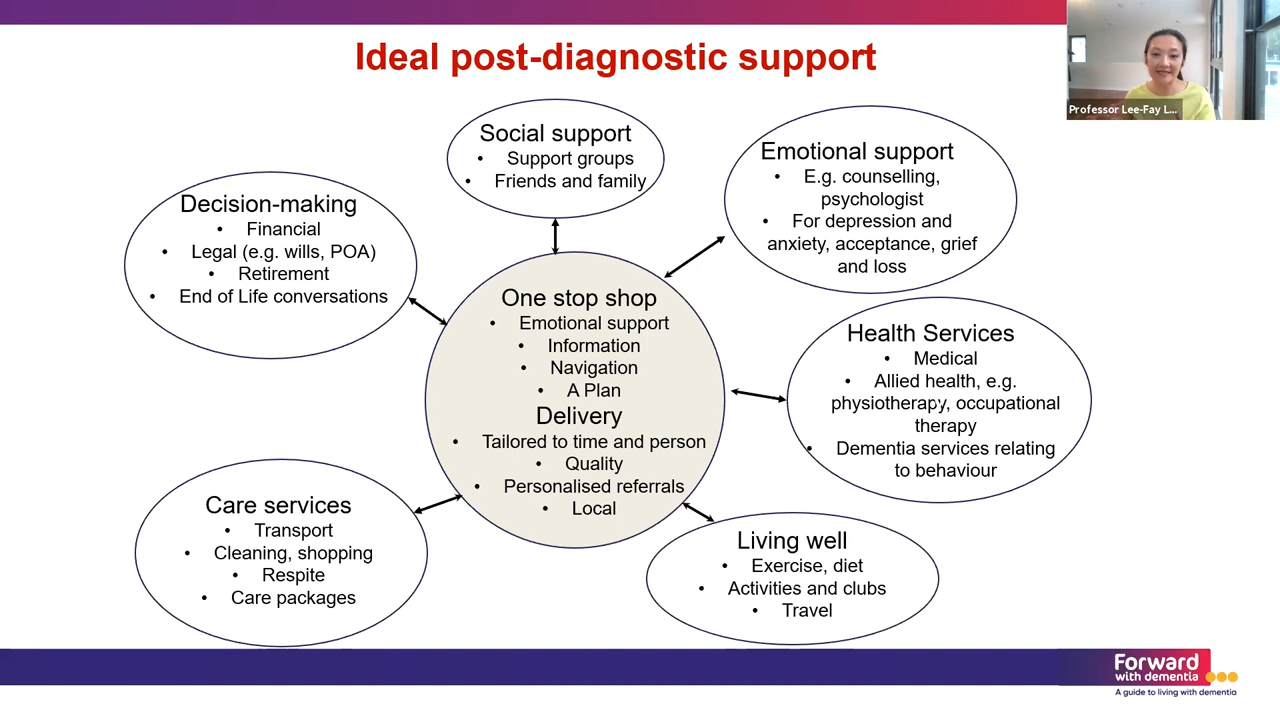 Ideal post-diagnostic support
Professor Lee-Fay L...
Social support
• Support groups
• Friends and family
Emotional support
• E.g. counselling,
psychologist
• For depression and
anxiety, acceptance, grief
and loss
Decision-making
• Financial
• Legal (e.g. wills, POA)
• Retirement
• End of Life conversations
One stop shop
• Emotional support
• Information
• Navigation
• A Plan
Delivery
• Tailored to time and person
• Quality
• Personalised referrals
• Local
Health Services
• Medical
• Allied health, e.g.
physiotherapy, occupational
therapy
• Dementia services relating
to behaviour
Care services
• Transport
• Cleaning, shopping
• Respite
• Care packages
Living well
• Exercise, diet
• Activities and clubs
• Travel
Forward
with dementia
A guide to living with dementia